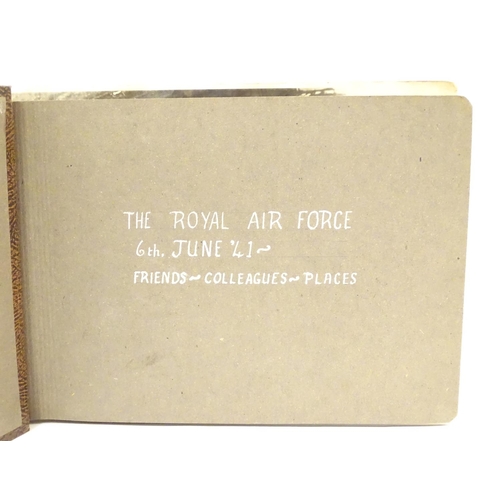 THE ROYAL AIR FORCE
6th, JUNE '41~
FRIENDS~COLLEAGUES~PLACES